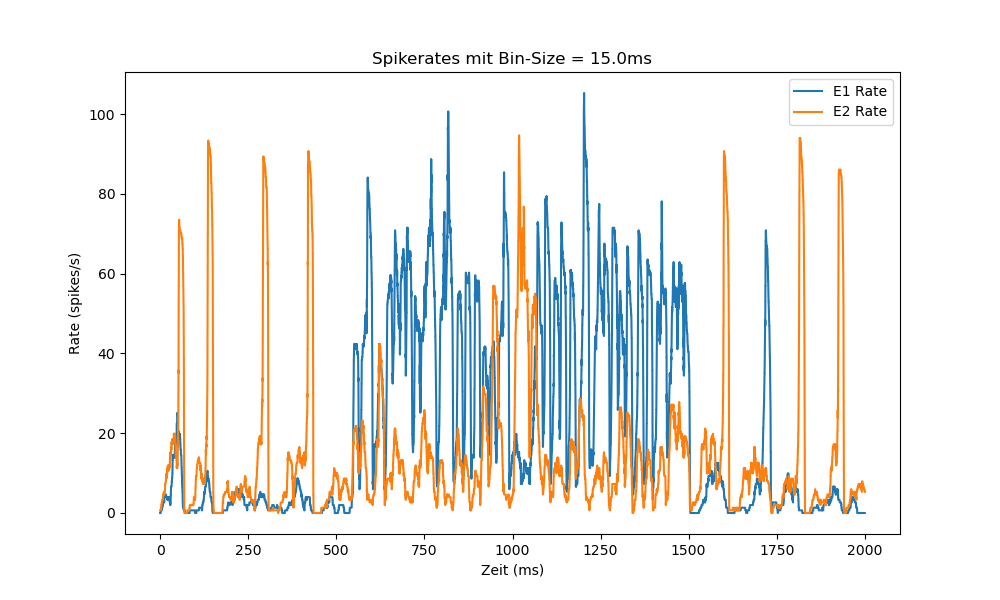 Spikerates mit Bin-Size = 15.0ms
E1 Rate
E2 Rate
Rate (spikes/s)
100
80
60
40
20
0
0 250 500 750 1000 1250 1500 1750 2000
Zeit (ms)